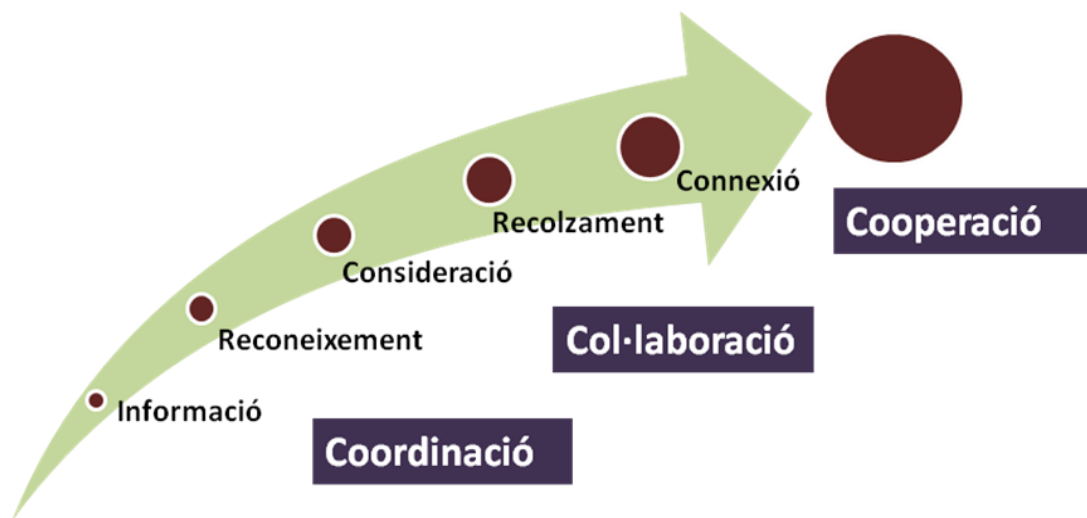 Connexió
Cooperació
Recolzament
Consideració
Col·laboració
Reconeixement
Informació
Coordinació